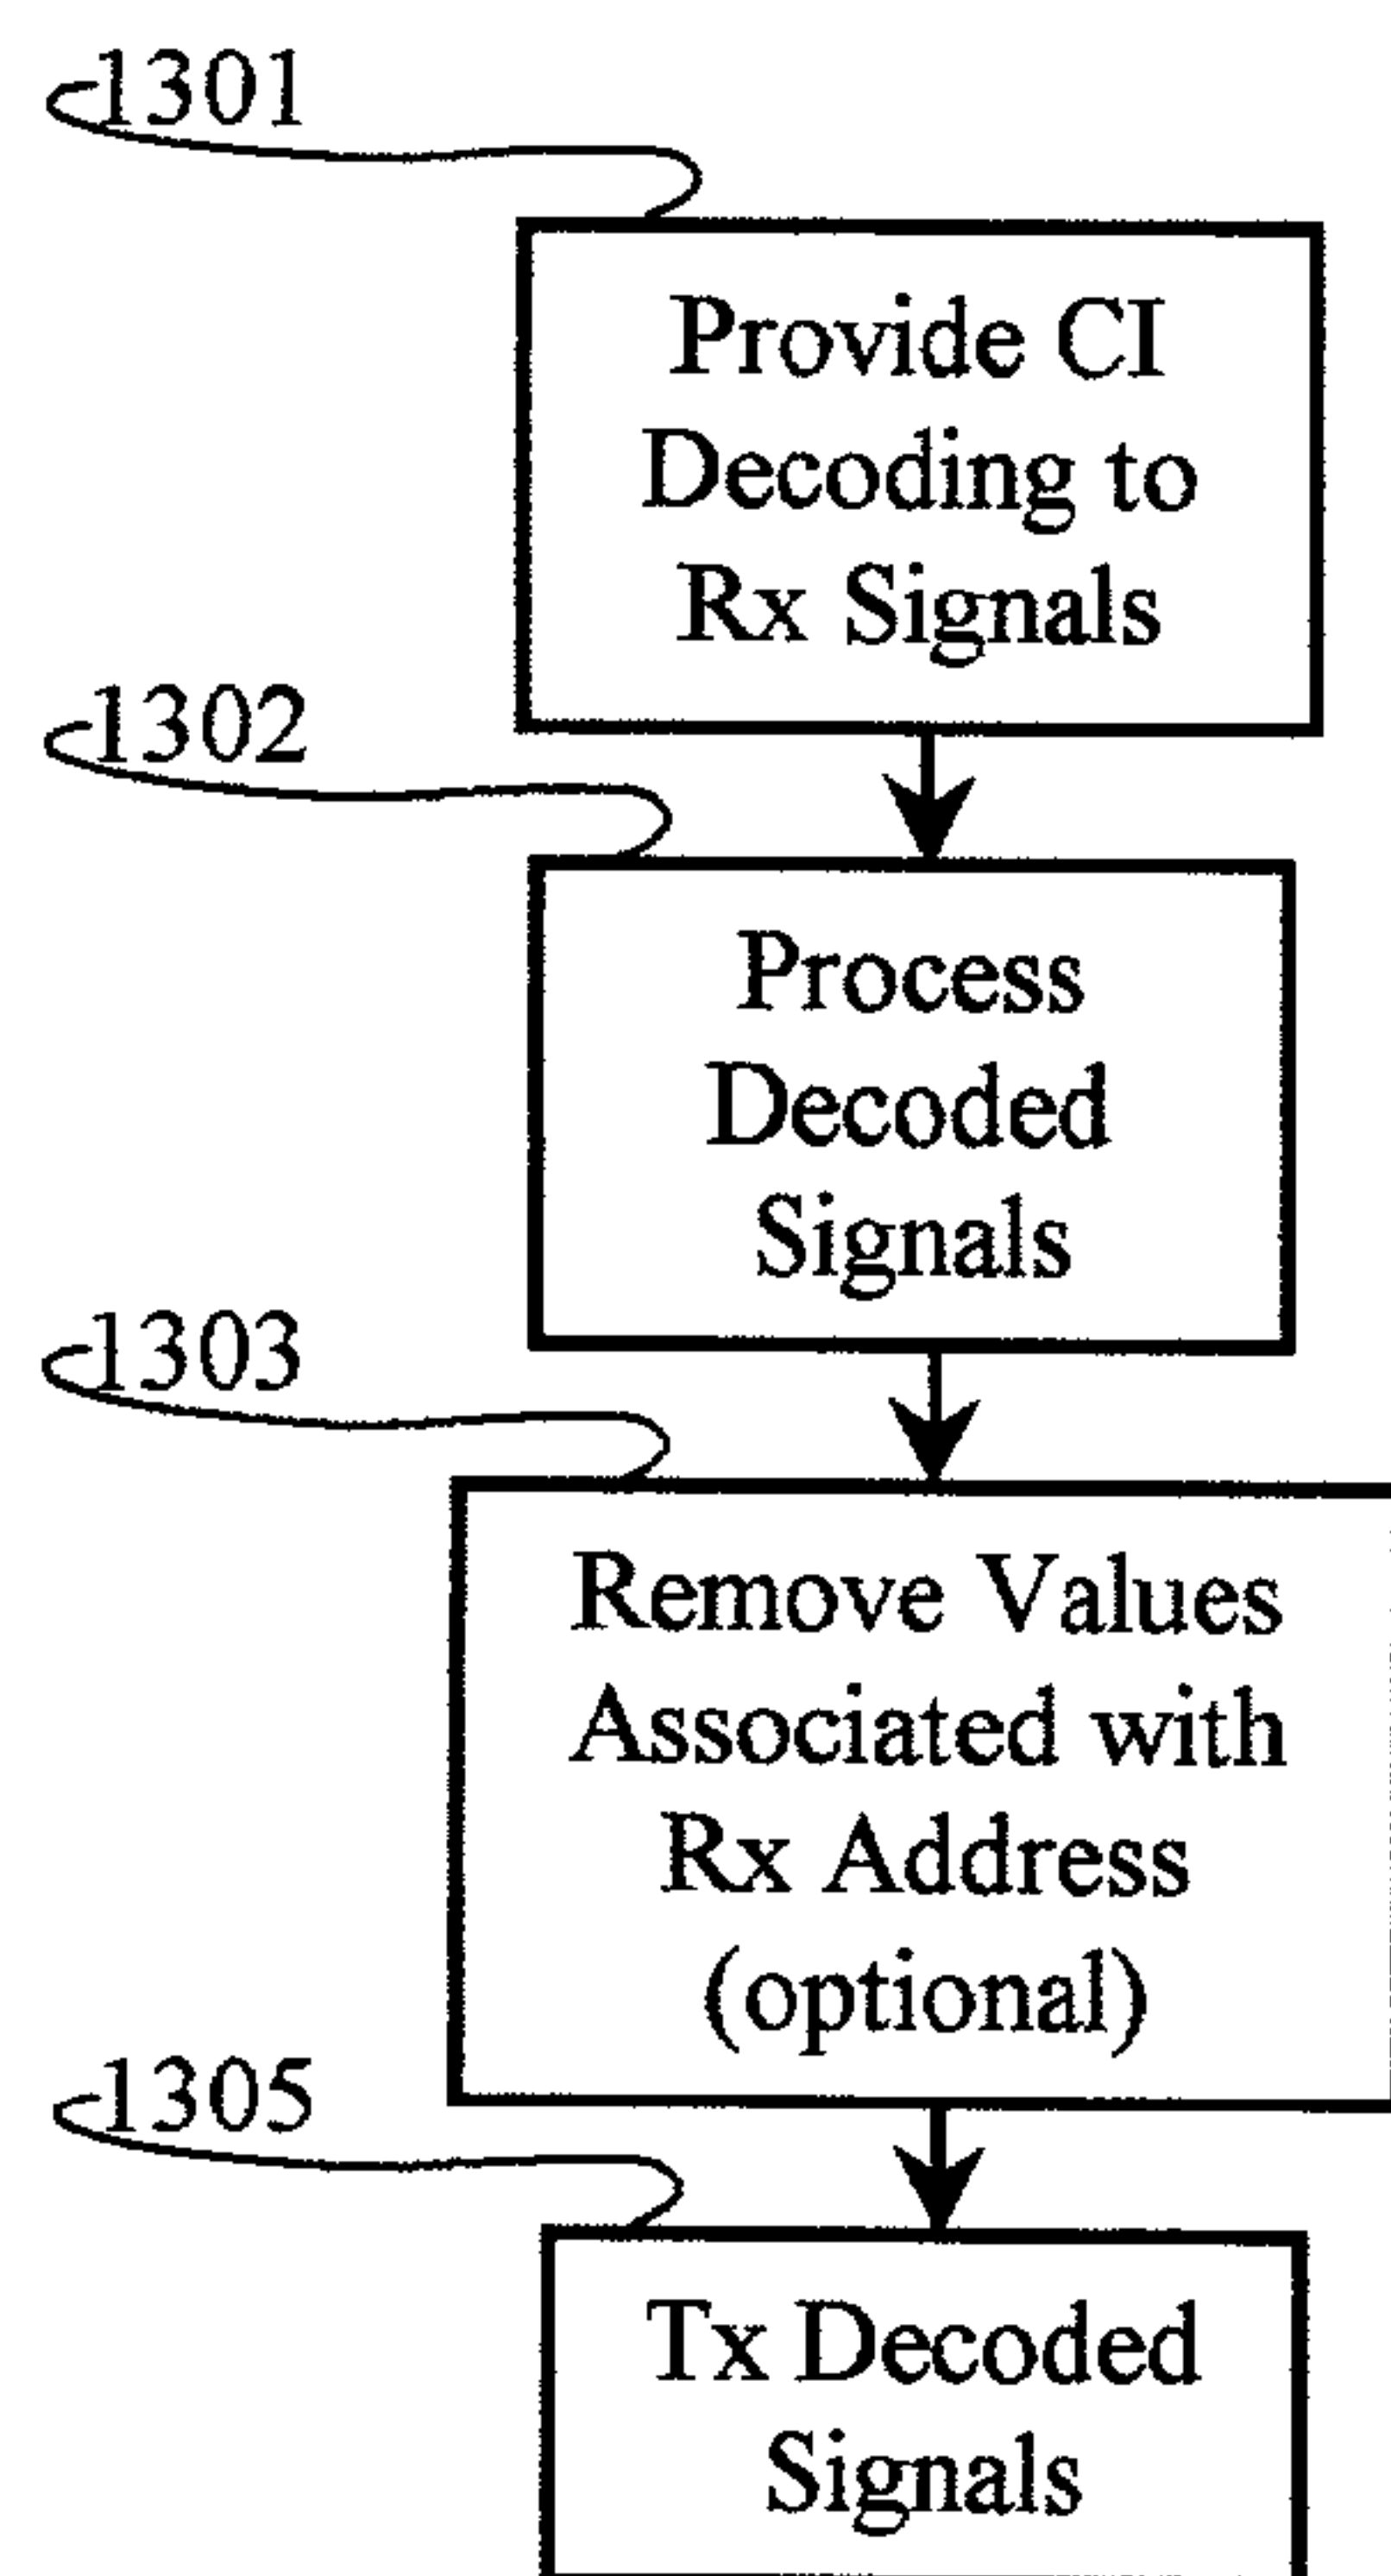 1301
Provide CI
Decoding to
Rx Signals
1302
Process
Decoded
Signals
1303
Remove Values
Associated with
Rx Address
(optional)
1305
Tx Decoded
Signals